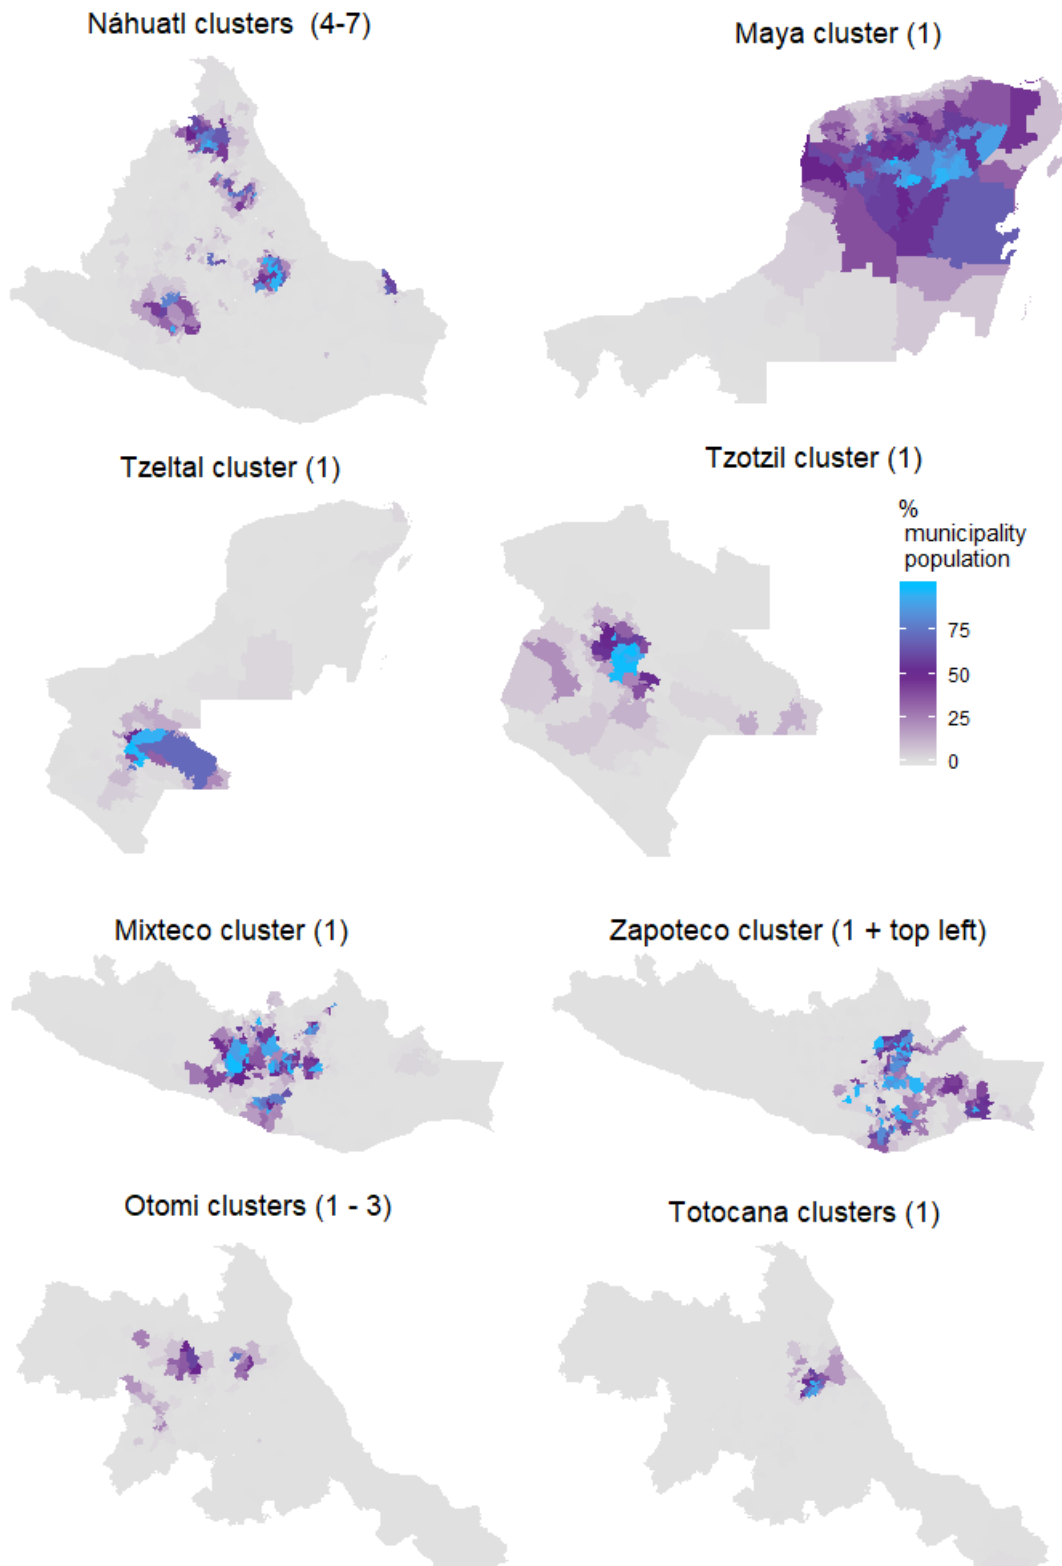 Náhuatl clusters (4-7)
Maya cluster (1)
Tzeltal cluster (1)
Tzotzil cluster (1)
%
municipality
population
75
50
25
0
Mixteco cluster (1)
Zapoteco cluster (1 + top left)
Otomi clusters (1 - 3)
Totocana clusters (1)